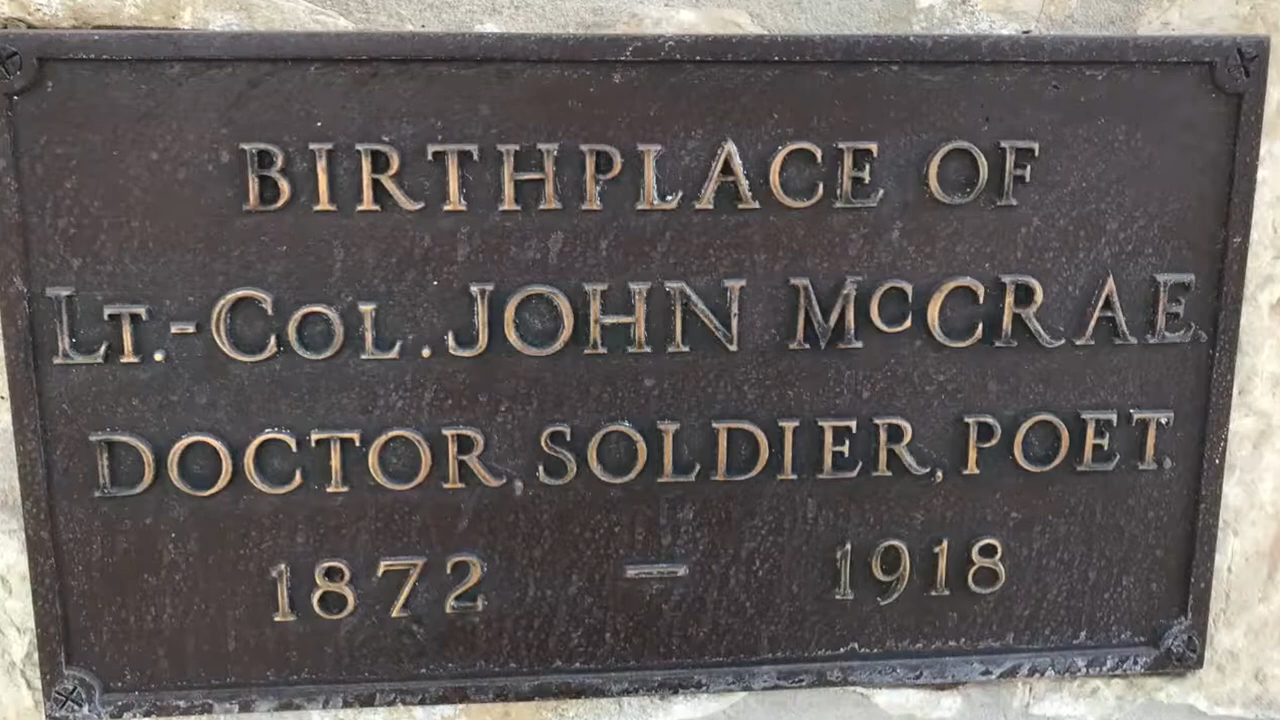 BIRTHPLACE OF
LT.-COL. JOHN McCRAE.
DOCTOR, SOLDIER, POET.
1872 - 1918